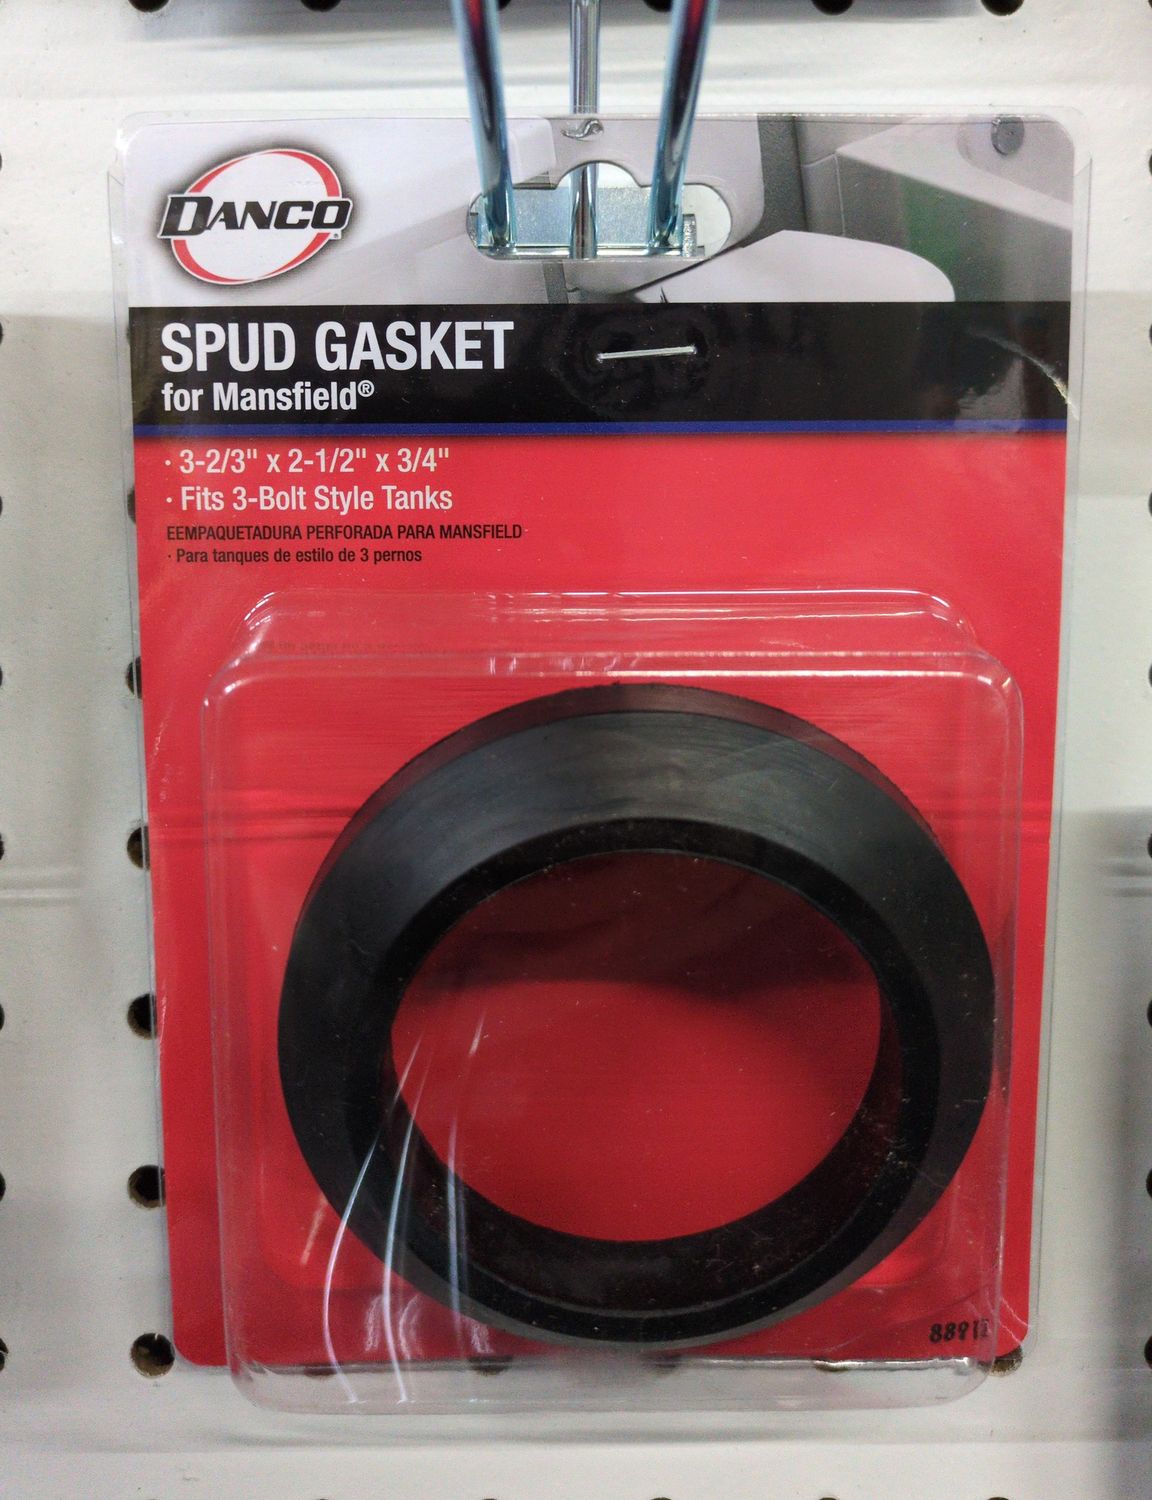 DANCO
SPUD GASKET
for Mansfield®
· 3-2/3" x 2-1/2" x 3/4"
· Fits 3-Bolt Style Tanks
EEMPAQUETADURA PERFORADA PARA MANSFIELD
· Para tanques de estilo de 3 pernos